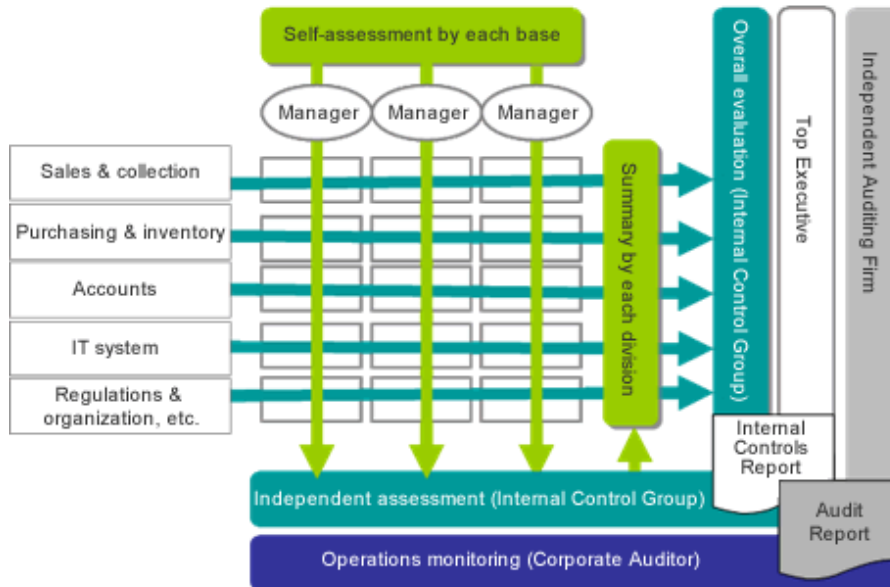 Self-assessment by each base
Manager
Manager
Manager
Sales & collection
Purchasing & inventory
Accounts
IT system
Regulations &
organization, etc.
Summary by each division
Overall evaluation (Internal Control Group)
Top Executive
Independent Auditing Firm
Internal
Controls
Report
Independent assessment (Internal Control Group)
Audit
Report
Operations monitoring (Corporate Auditor)